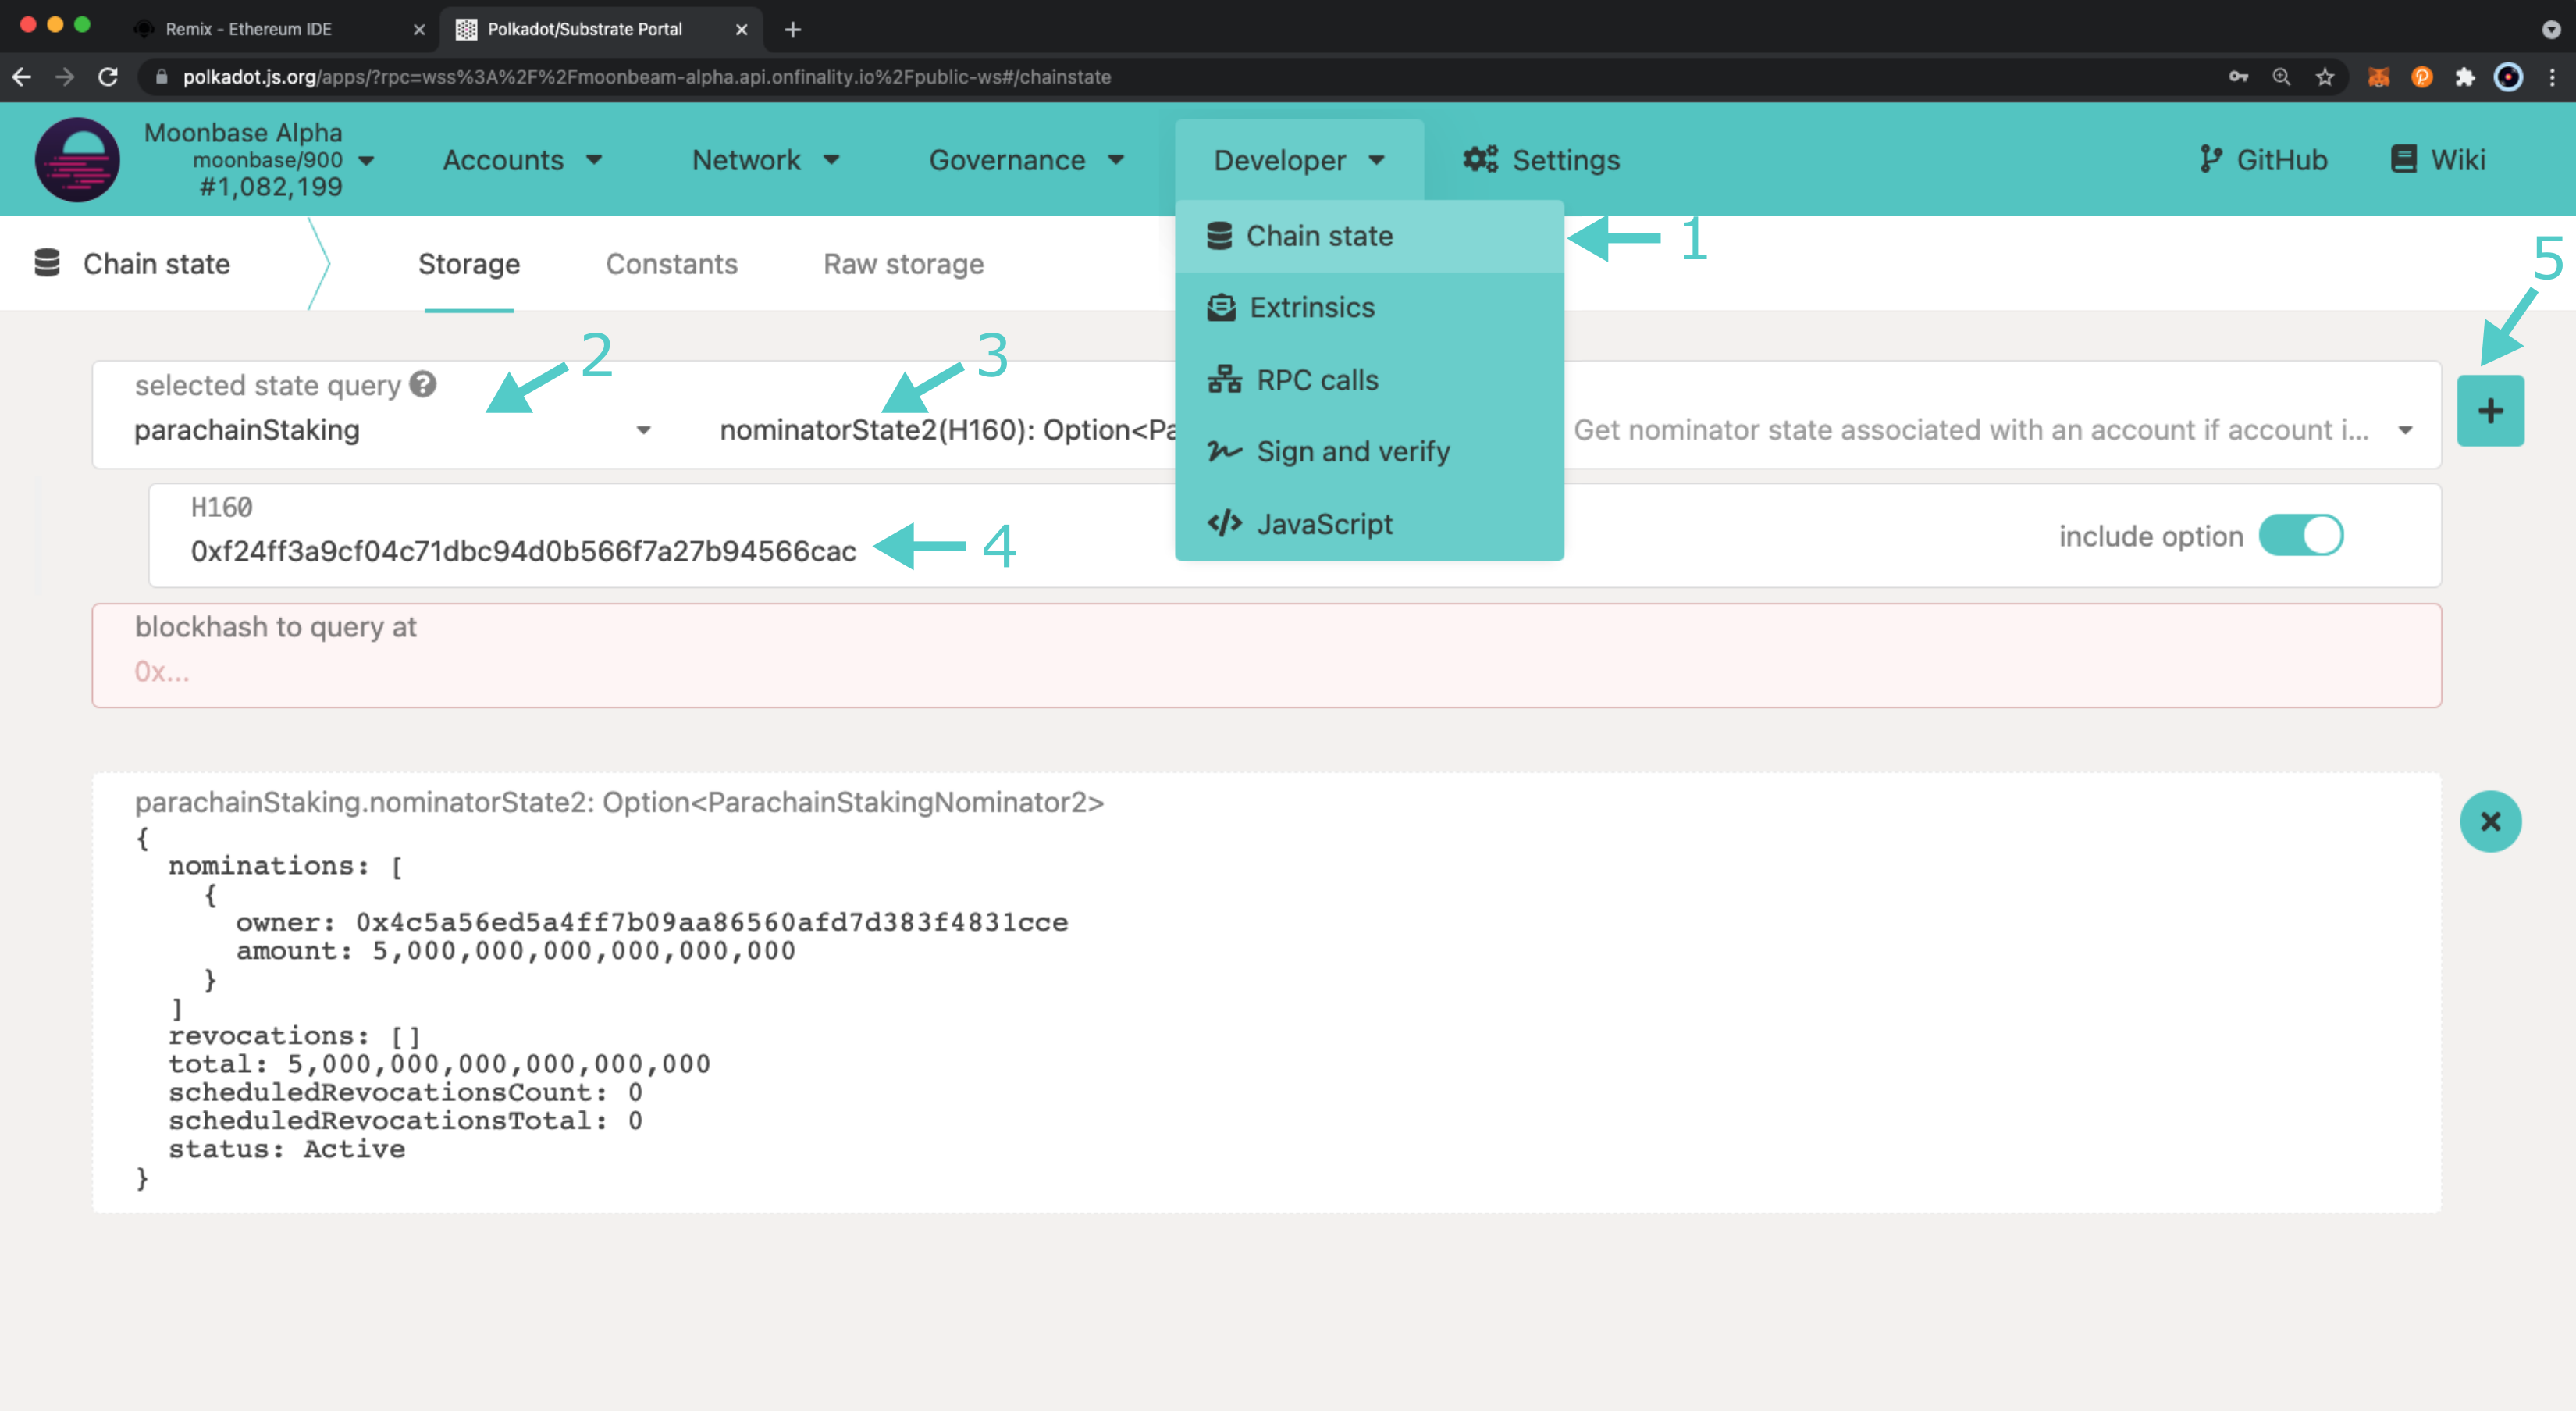 Remix - Ethereum IDE
Polkadot/Substrate Portal
polkadot.js.org/apps/?rpc=wss%3A%2F%2Fmoonbeam-alpha.api.onfinality.io%2Fpublic-ws#/chainstate
Moonbase Alpha
moonbase/900
#1,082,199
Accounts
Network
Governance
Developer
Settings
GitHub
Wiki
Chain state
Storage
Constants
Raw storage
Chain state
1
Extrinsics
RPC calls
Sign and verify
JavaScript
5
2
3
selected state query
parachainStaking
nominatorState2(H160): Option<Pa
Get nominator state associated with an account if account i...
+
H160
0xf24ff3a9cf04c71dbc94d0b566f7a27b94566cac
4
include option
blockhash to query at
0x...
parachainStaking.nominatorState2: Option<ParachainStakingNominator2>
{
nominations: [
{
owner: 0x4c5a56ed5a4ff7b09aa86560afd7d383f4831cce
amount: 5,000,000,000,000,000,000
}
]
revocations: []
total: 5,000,000,000,000,000,000
scheduledRevocationsCount: 0
scheduledRevocationsTotal: 0
status: Active
}